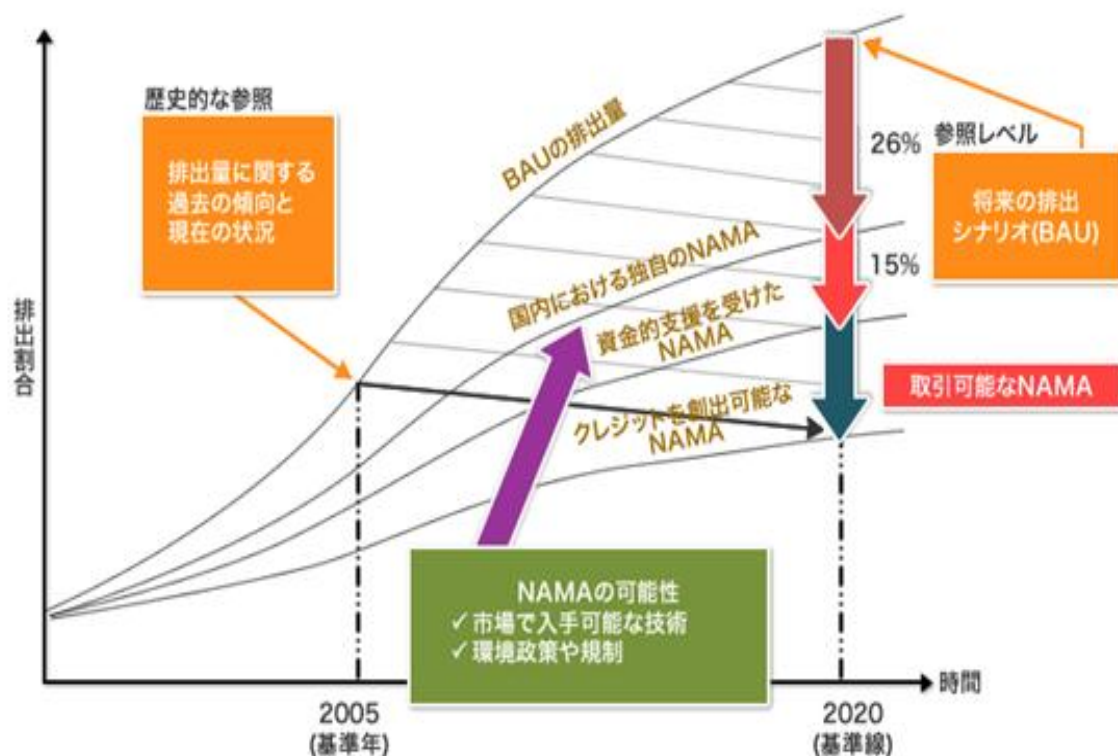 歴史的な参照
排出量に関する
過去の傾向と
現在の状況
BAUの排出量
26%
参照レベル
将来の排出
シナリオ(BAU)
国内における独自のNAMA
15%
資金的支援を受けた
NAMA
排出割合
取引可能なNAMA
クレジットを創出可能な
NAMA
NAMAの可能性
✓ 市場で入手可能な技術
✓ 環境政策や規制
時間
2005
(基準年)
2020
(基準線)